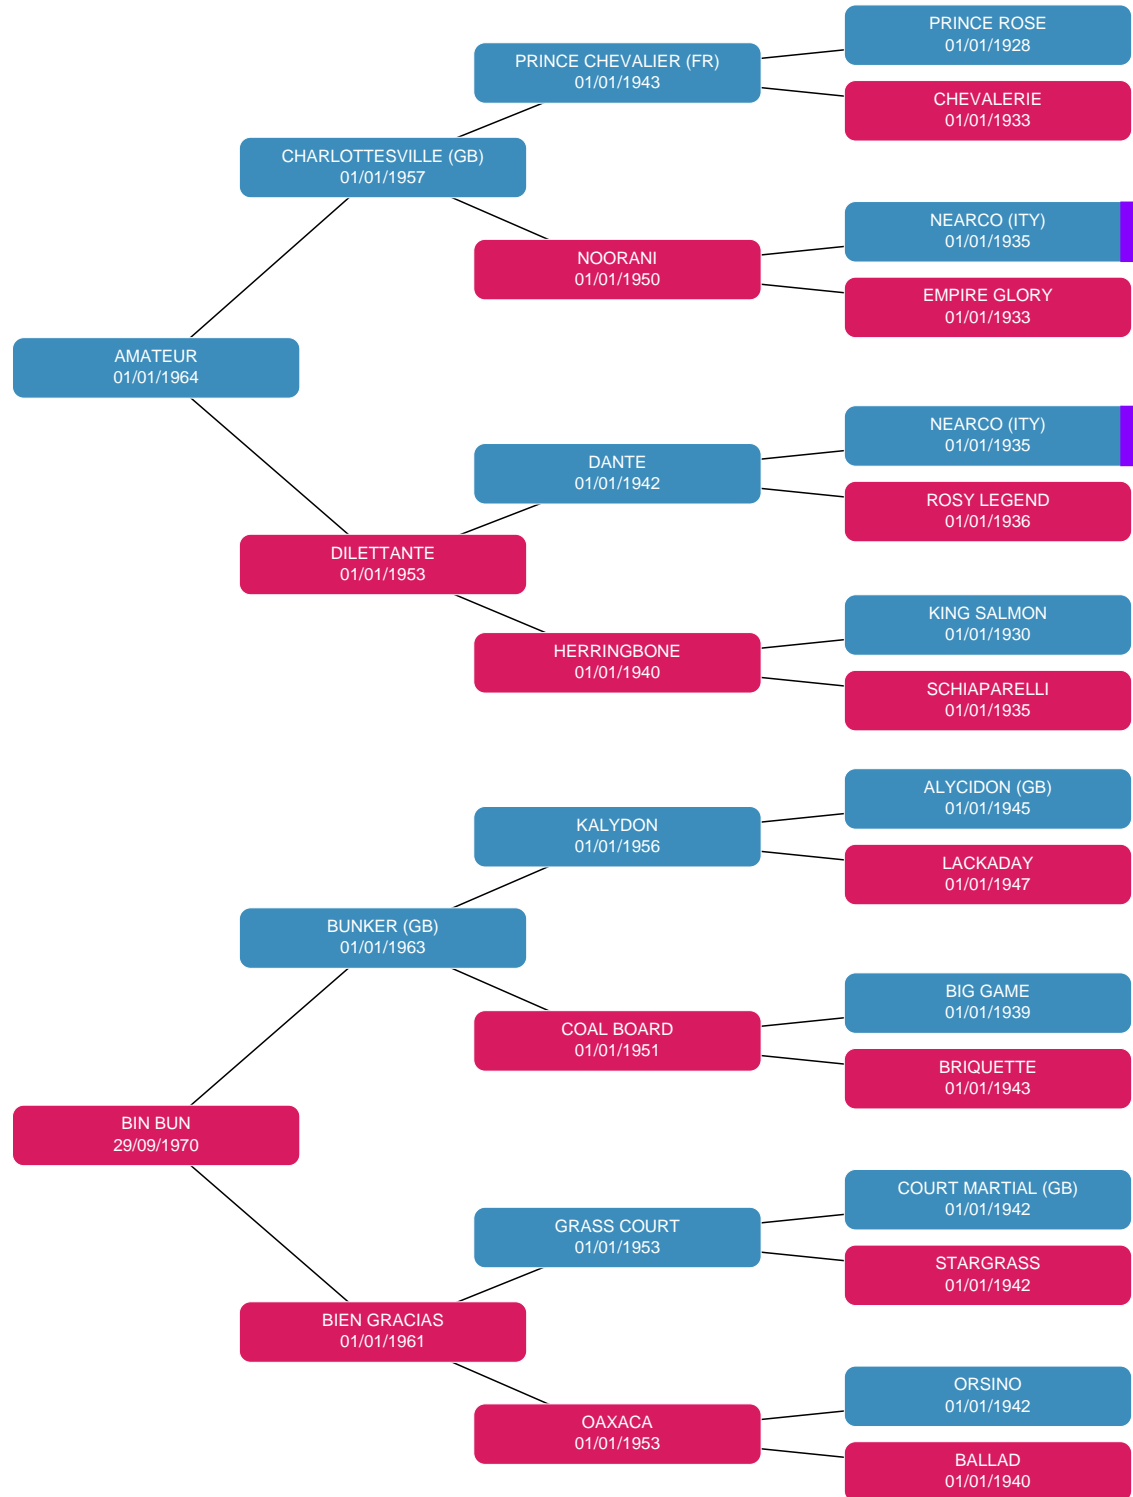 PRINCE ROSE
01/01/1928
PRINCE CHEVALIER (FR)
01/01/1943
CHEVALERIE
01/01/1933
CHARLOTTESVILLE (GB)
01/01/1957
NEARCO (ITY)
01/01/1935
NOORANI
01/01/1950
EMPIRE GLORY
01/01/1933
AMATEUR
01/01/1964
NEARCO (ITY)
01/01/1935
DANTE
01/01/1942
ROSY LEGEND
01/01/1936
DILETTANTE
01/01/1953
KING SALMON
01/01/1930
HERRINGBONE
01/01/1940
SCHIAPARELLI
01/01/1935
ALYCIDON (GB)
01/01/1945
KALYDON
01/01/1956
LACKADAY
01/01/1947
BUNKER (GB)
01/01/1963
BIG GAME
01/01/1939
COAL BOARD
01/01/1951
BRIQUETTE
01/01/1943
BIN BUN
29/09/1970
COURT MARTIAL (GB)
01/01/1942
GRASS COURT
01/01/1953
STARGRASS
01/01/1942
BIEN GRACIAS
01/01/1961
ORSINO
01/01/1942
OAXACA
01/01/1953
BALLAD
01/01/1940